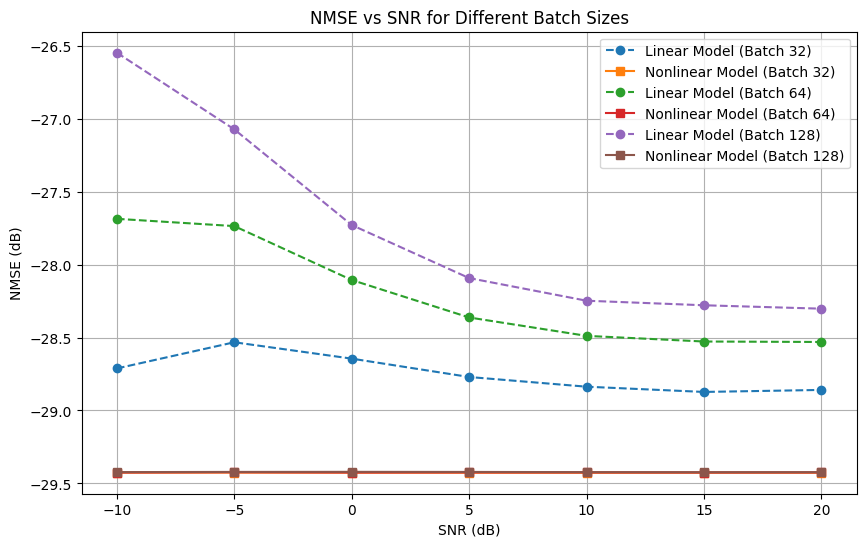 NMSE vs SNR for Different Batch Sizes
Linear Model (Batch 32)
Nonlinear Model (Batch 32)
Linear Model (Batch 64)
Nonlinear Model (Batch 64)
Linear Model (Batch 128)
Nonlinear Model (Batch 128)
NMSE (dB)
−26.5
−27.0
−27.5
−28.0
−28.5
−29.0
−29.5
−10
−5
0
5
10
15
20
SNR (dB)